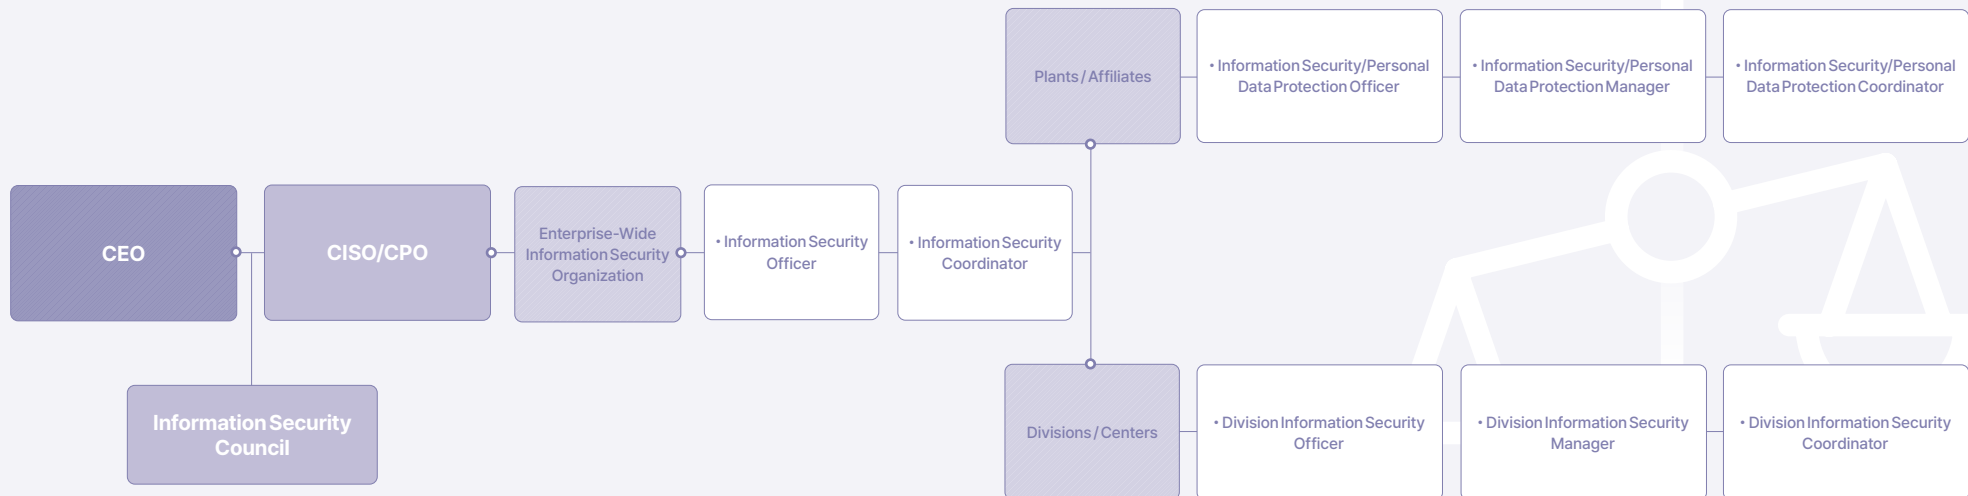 CEO
Information Security
Council
CISO/CPO
Enterprise-Wide
Information Security
Organization
• Information Security
Officer
• Information Security
Coordinator
Plants / Affiliates
• Information Security/Personal
Data Protection Officer
• Information Security/Personal
Data Protection Manager
• Information Security/Personal
Data Protection Coordinator
Divisions / Centers
• Division Information Security
Officer
• Division Information Security
Manager
• Division Information Security
Coordinator